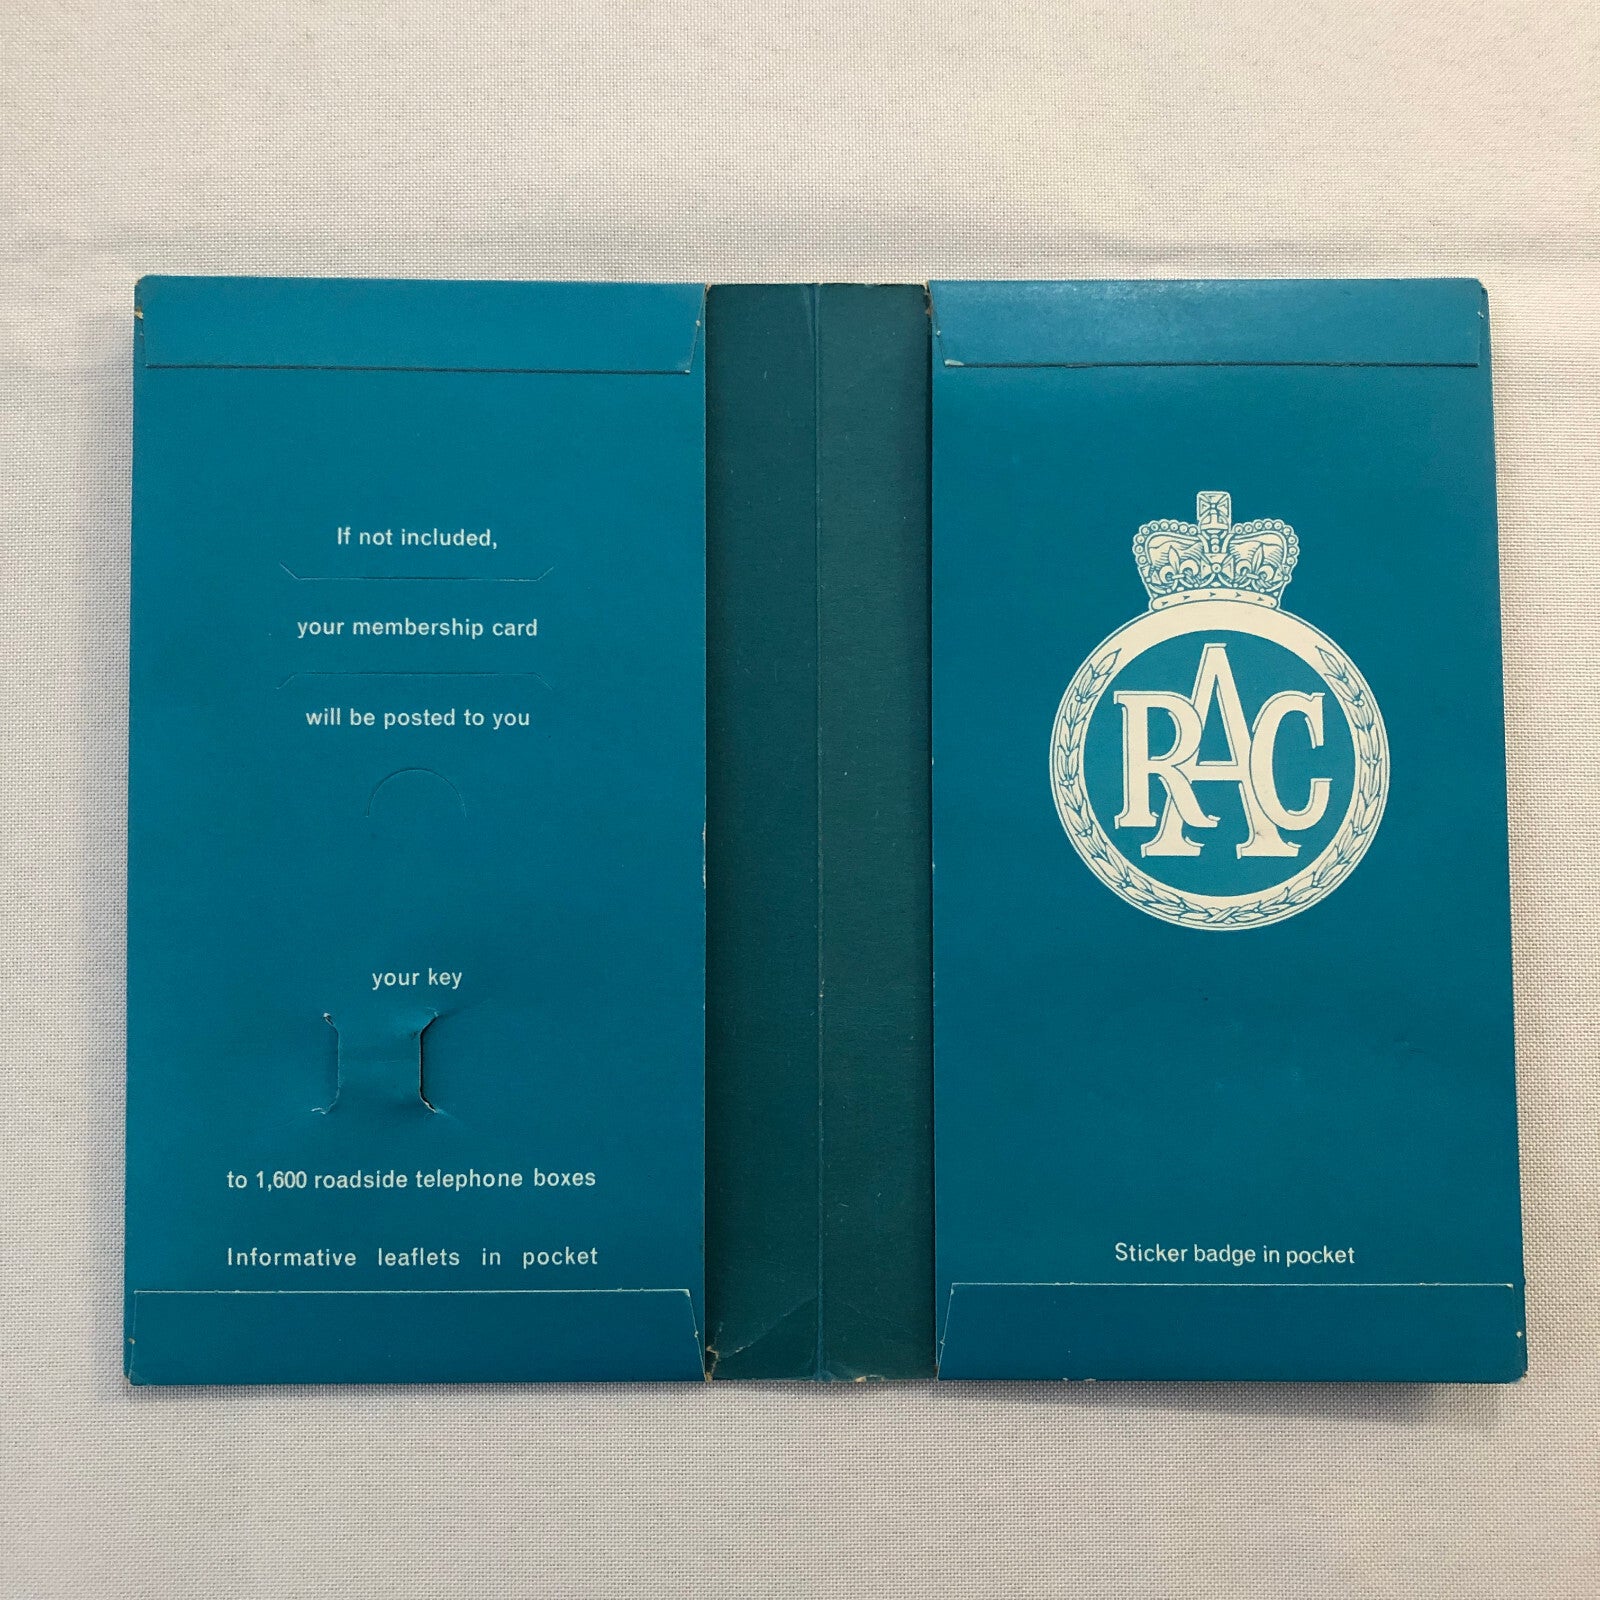 If not included,
your membership card
will be posted to you
your key
to 1,600 roadside telephone boxes
Informative leaflets in pocket
RAC
Sticker badge in pocket